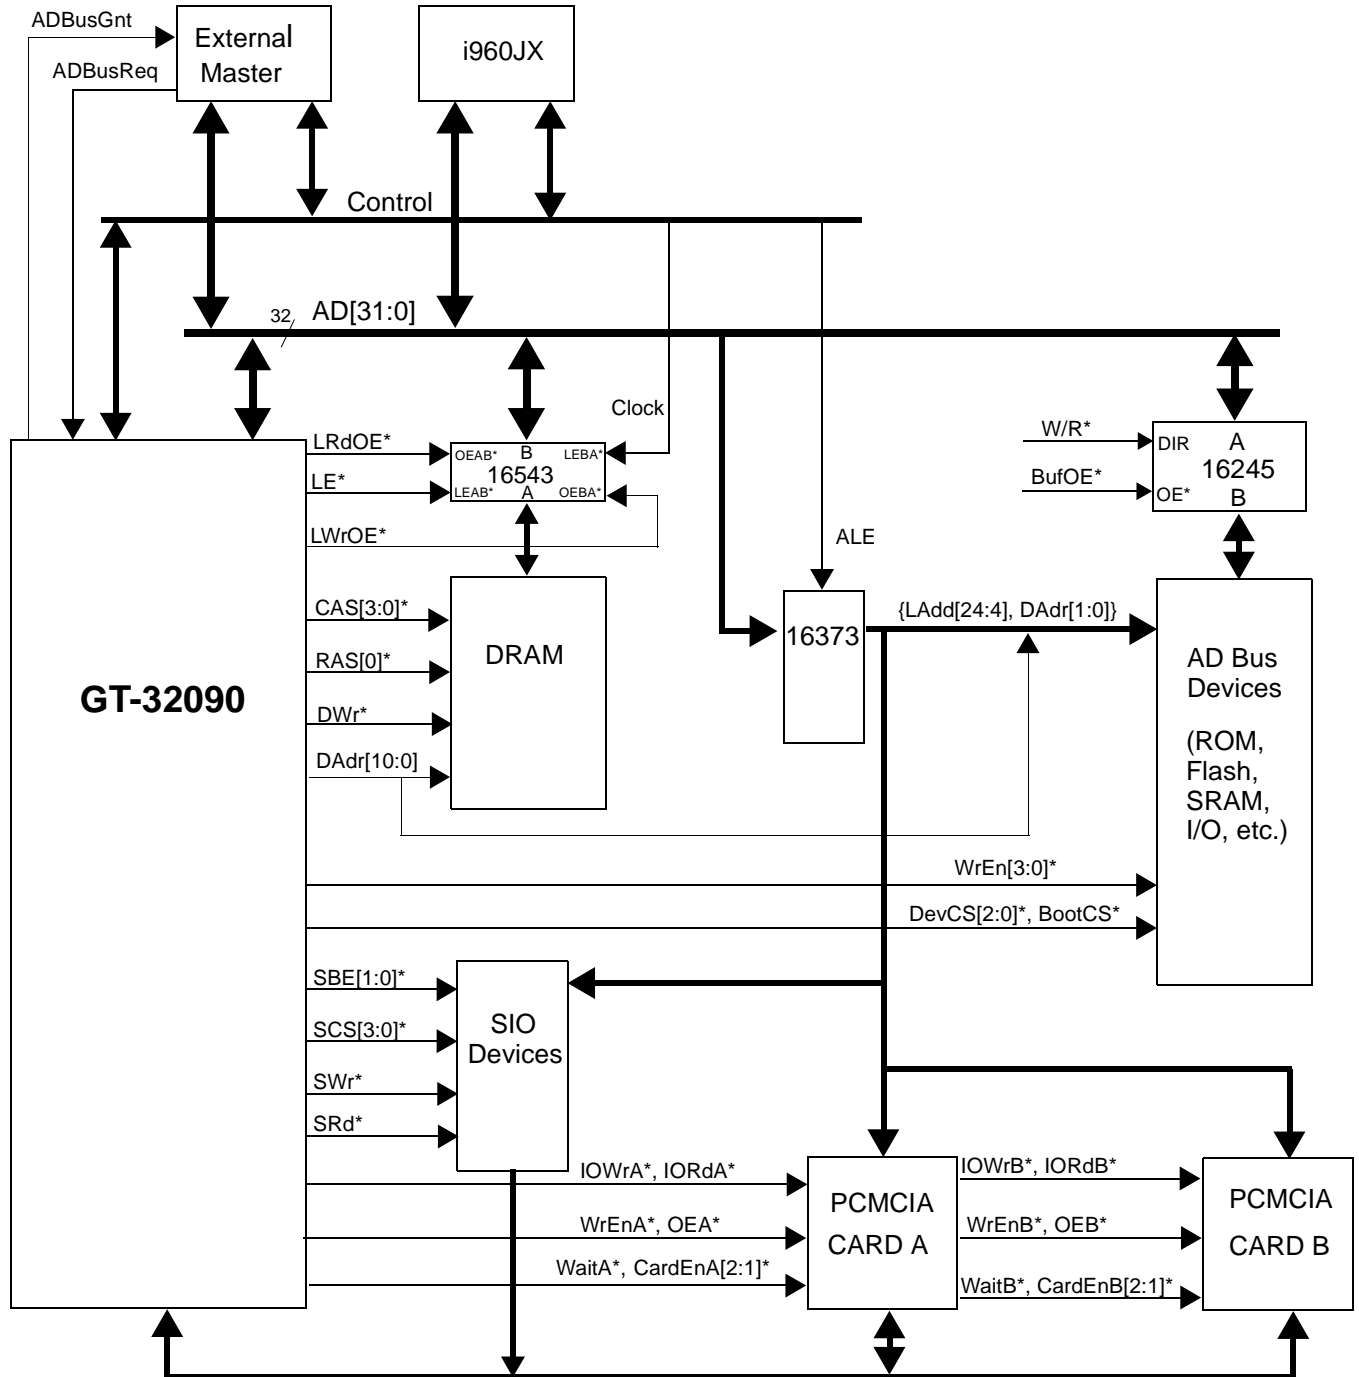 ADBusGnt
ADBusReq
External
Master
i960JX
Control
32
AD[31:0]
Clock
ALE
GT-32090
LRdOE*
LE*
LWrOE*
OEAB*
B
LEBA*
16543
LEAB*
A
OEBA*
W/R*
BufOE*
DIR
A
16245
OE*
B
CAS[3:0]*
RAS[0]*
DWr*
DAdr[10:0]
DRAM
16373
{LAdd[24:4], DAdr[1:0]}
AD Bus
Devices
(ROM,
Flash,
SRAM,
I/O, etc.)
WrEn[3:0]*
DevCS[2:0]*, BootCS*
SBE[1:0]*
SCS[3:0]*
SWr*
SRd*
SIO
Devices
IOWrA*, IORdA*
WrEnA*, OEA*
WaitA*, CardEnA[2:1]*
PCMCIA
CARD A
IOWrB*, IORdB*
WrEnB*, OEB*
WaitB*, CardEnB[2:1]*
PCMCIA
CARD B